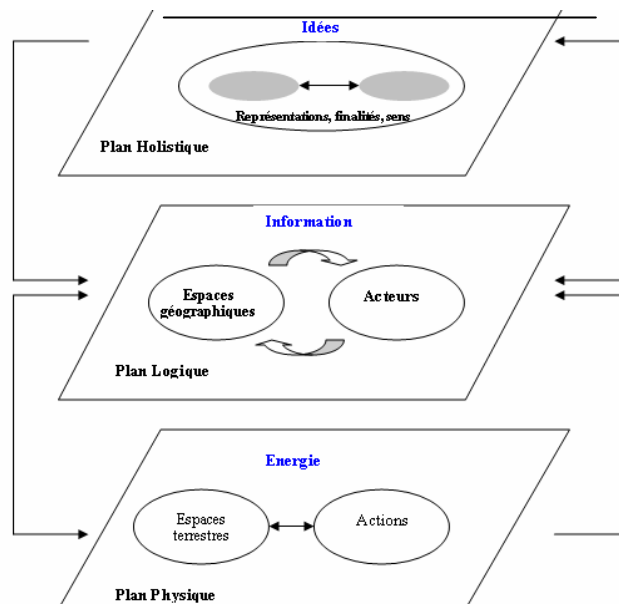 Idées
Représentations, finalités, sens
Plan Holistique
Information
Espaces
géographiques
Acteurs
Plan Logique
Energie
Espaces
terrestres
Actions
Plan Physique